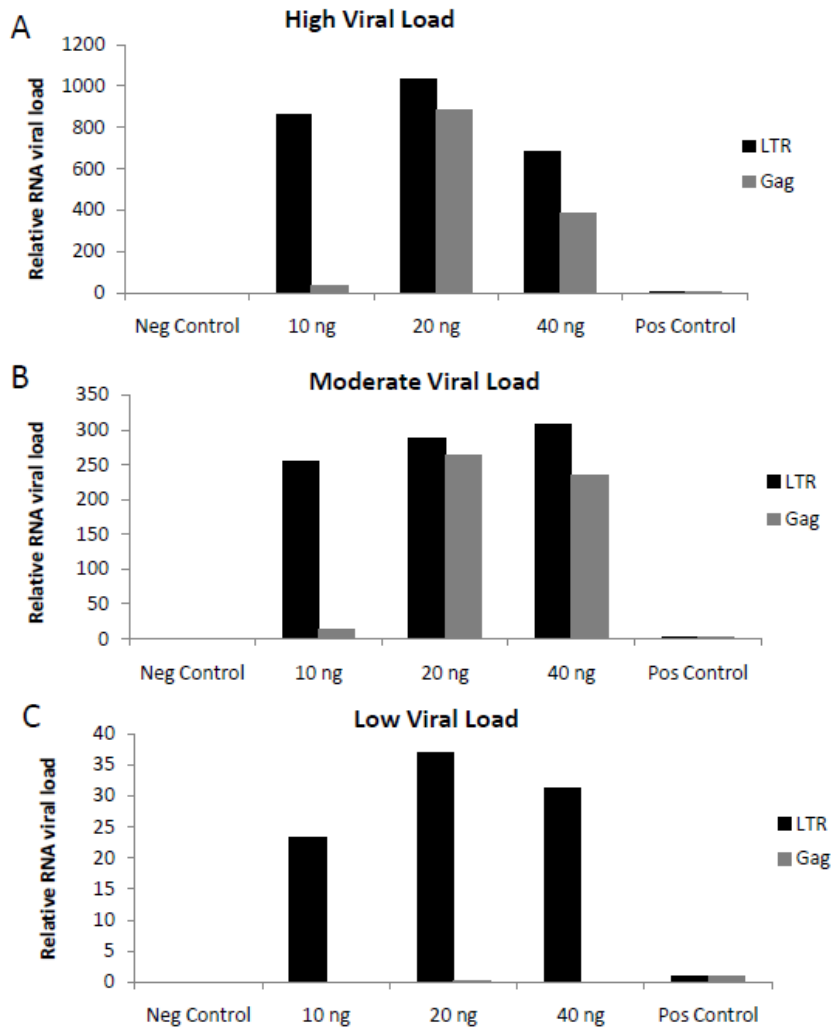 A
High Viral Load
Relative RNA viral load
1200
1000
800
600
400
200
0
Neg Control 10 ng 20 ng 40 ng Pos Control
LTR
Gag
B
Moderate Viral Load
Relative RNA viral load
350
300
250
200
150
100
50
0
Neg Control 10 ng 20 ng 40 ng Pos Control
LTR
Gag
C
Low Viral Load
Relative RNA viral load
40
35
30
25
20
15
10
5
0
Neg Control 10 ng 20 ng 40 ng Pos Control
LTR
Gag